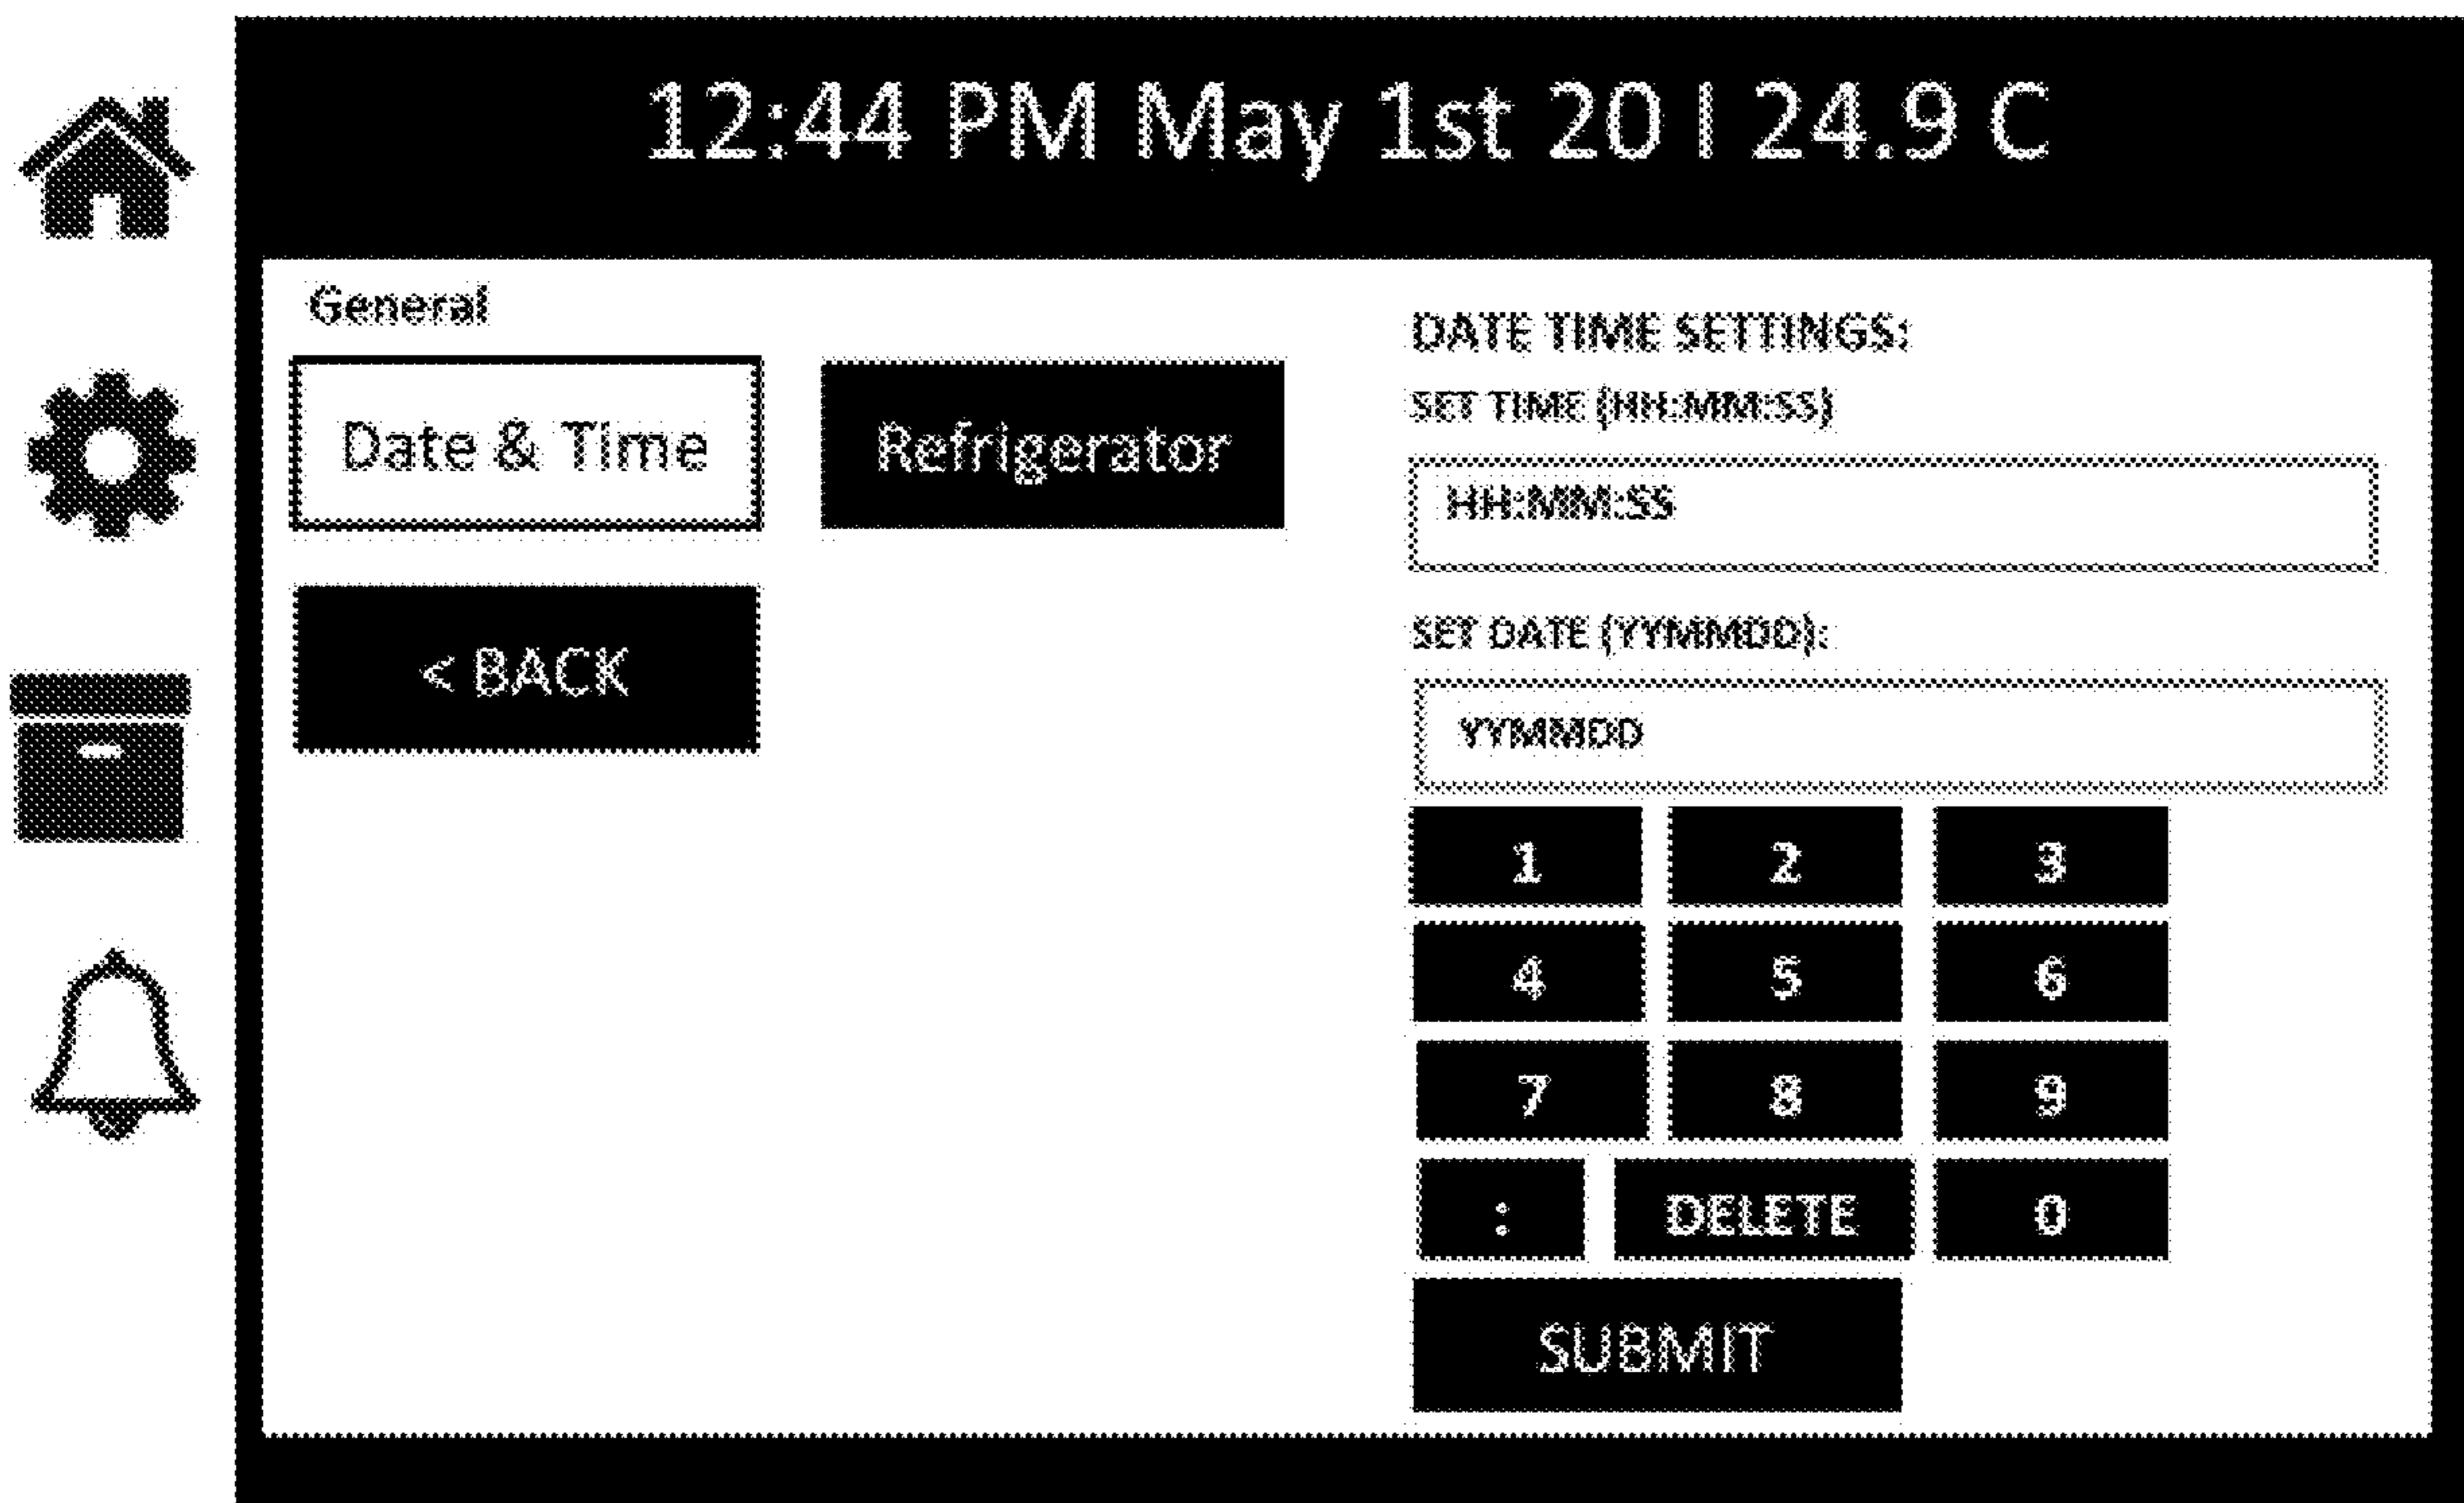 12:44 PM May 1st 20 I 24.9 C
General
Date & Time
Refrigerator
< BACK
DATE TIME SETTINGS:
SET TIME (HH:MM:SS)
HH:MM:SS
SET DATE (YYMMDD):
YYMMDD
1 2 3
4 5 6
7 8 9
: DELETE 0
SUBMIT